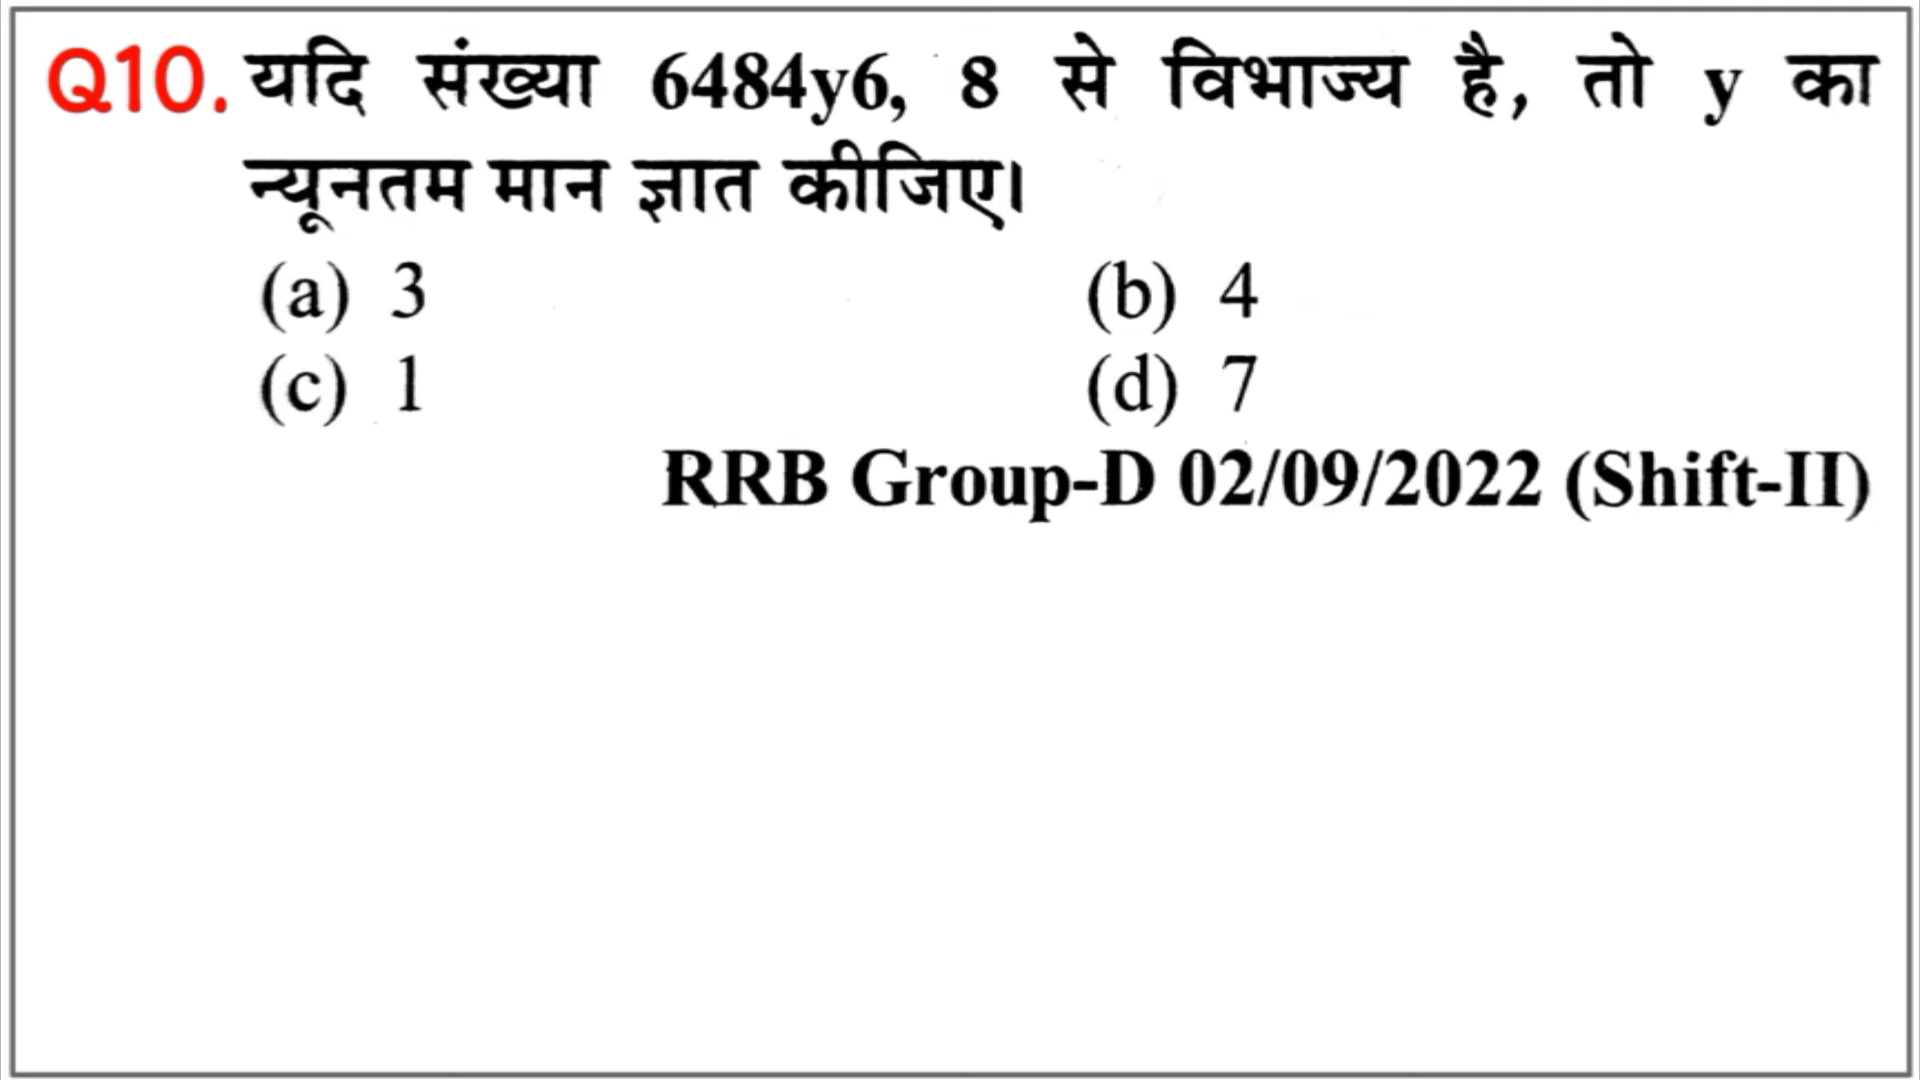 Q10. यदि संख्या 6484y6, 8 से विभाज्य है, तो y का
न्यूनतम मान ज्ञात कीजिए।
(a) 3 (b) 4
(c) 1 (d) 7
RRB Group-D 02/09/2022 (Shift-II)